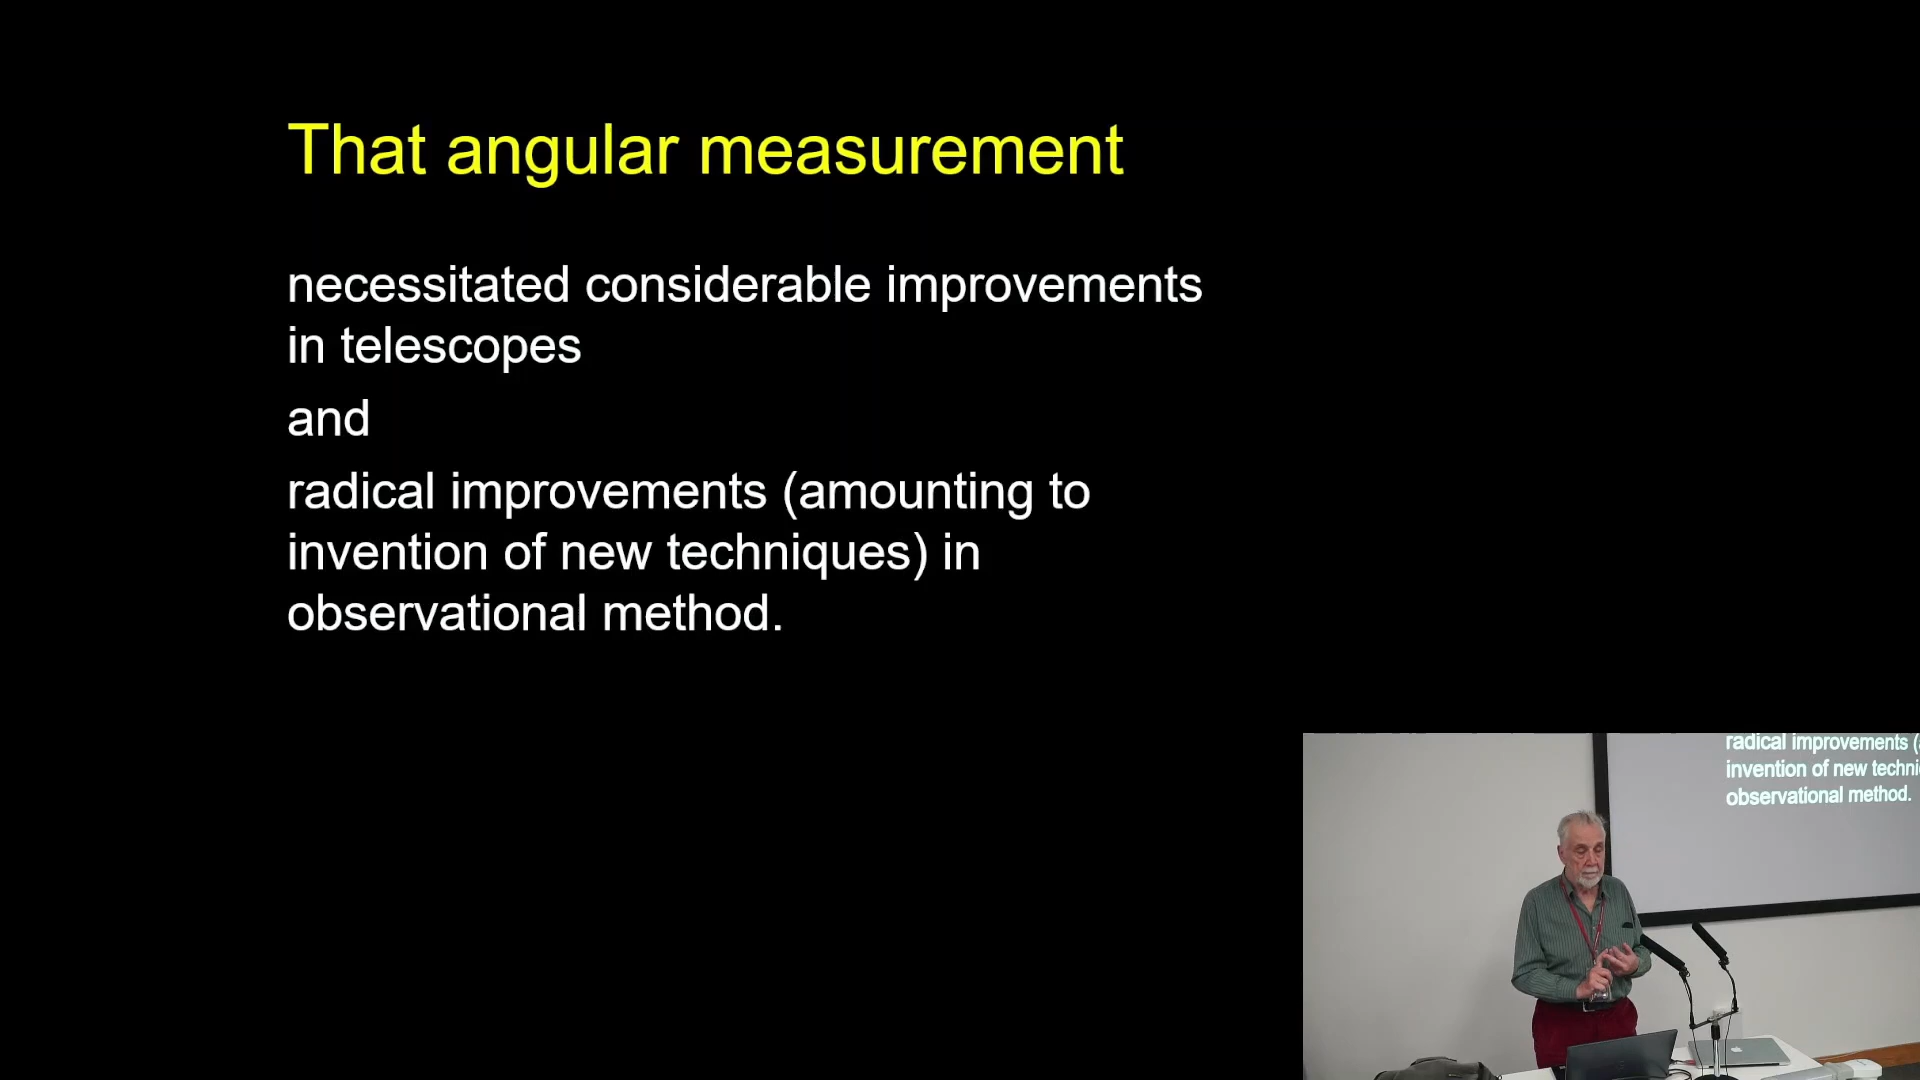 That angular measurement
necessitated considerable improvements
in telescopes
and
radical improvements (amounting to
invention of new techniques) in
observational method.
radical improvements (
invention of new techni
observational method.